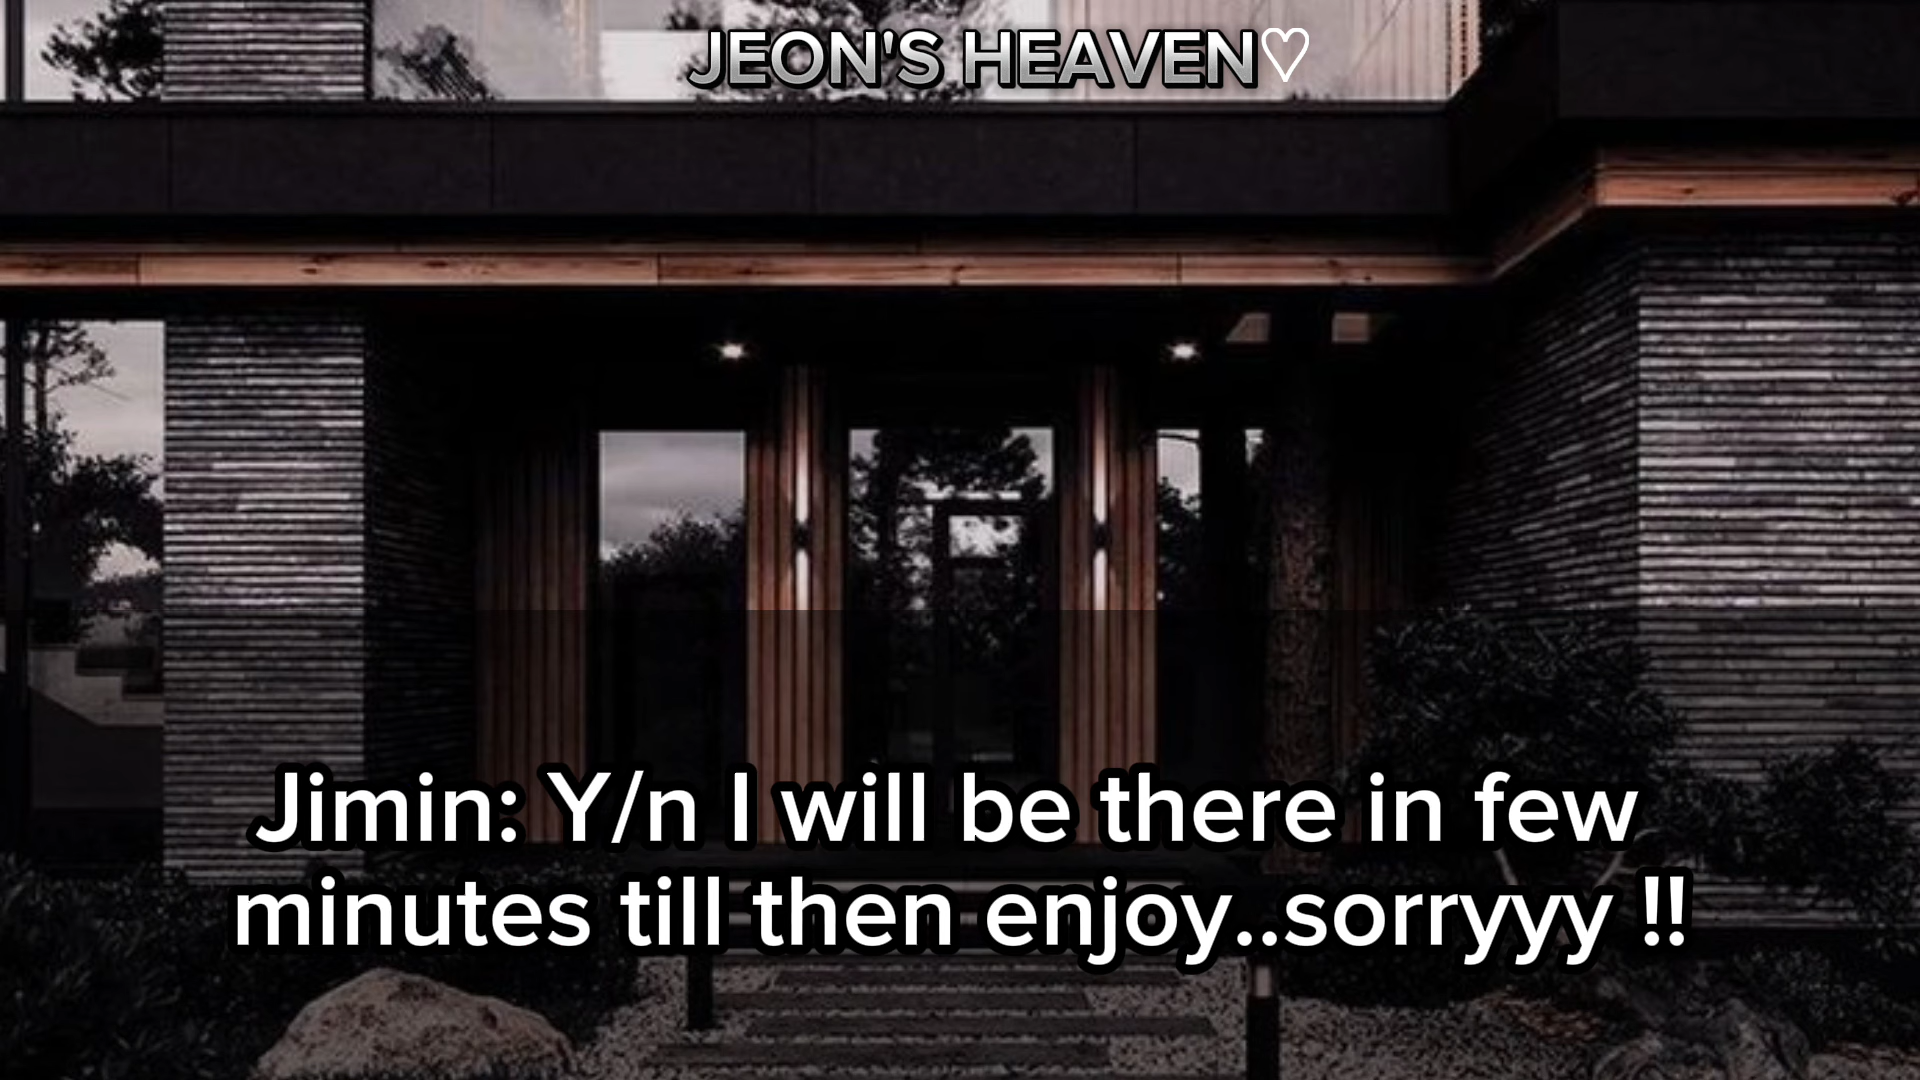 JEON'S HEAVEN♡
Jimin: Y/n I will be there in few
minutes till then enjoy..sorryyy !!